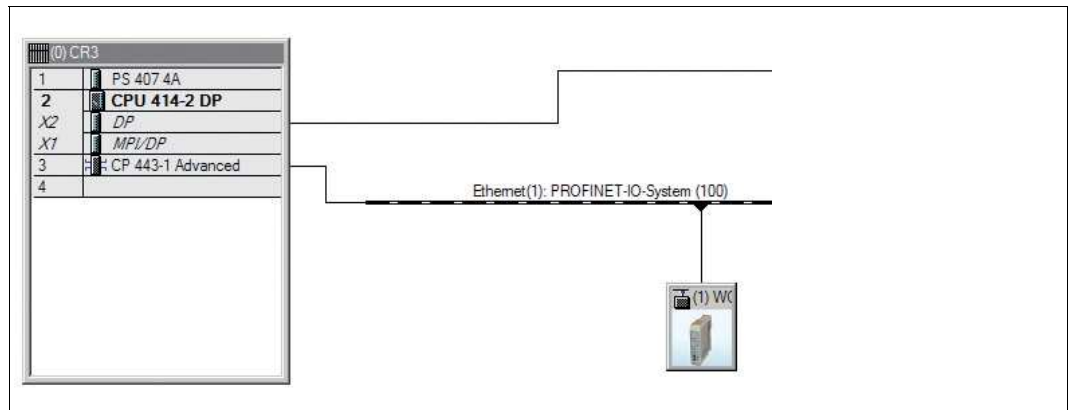 (0) CR3
1 PS 407 4A
2 CPU 414-2 DP
X2 DP
X1 MPI/DP
3 CP 443-1 Advanced
4
Ethernet(1): PROFINET-IO-System (100)
(1)